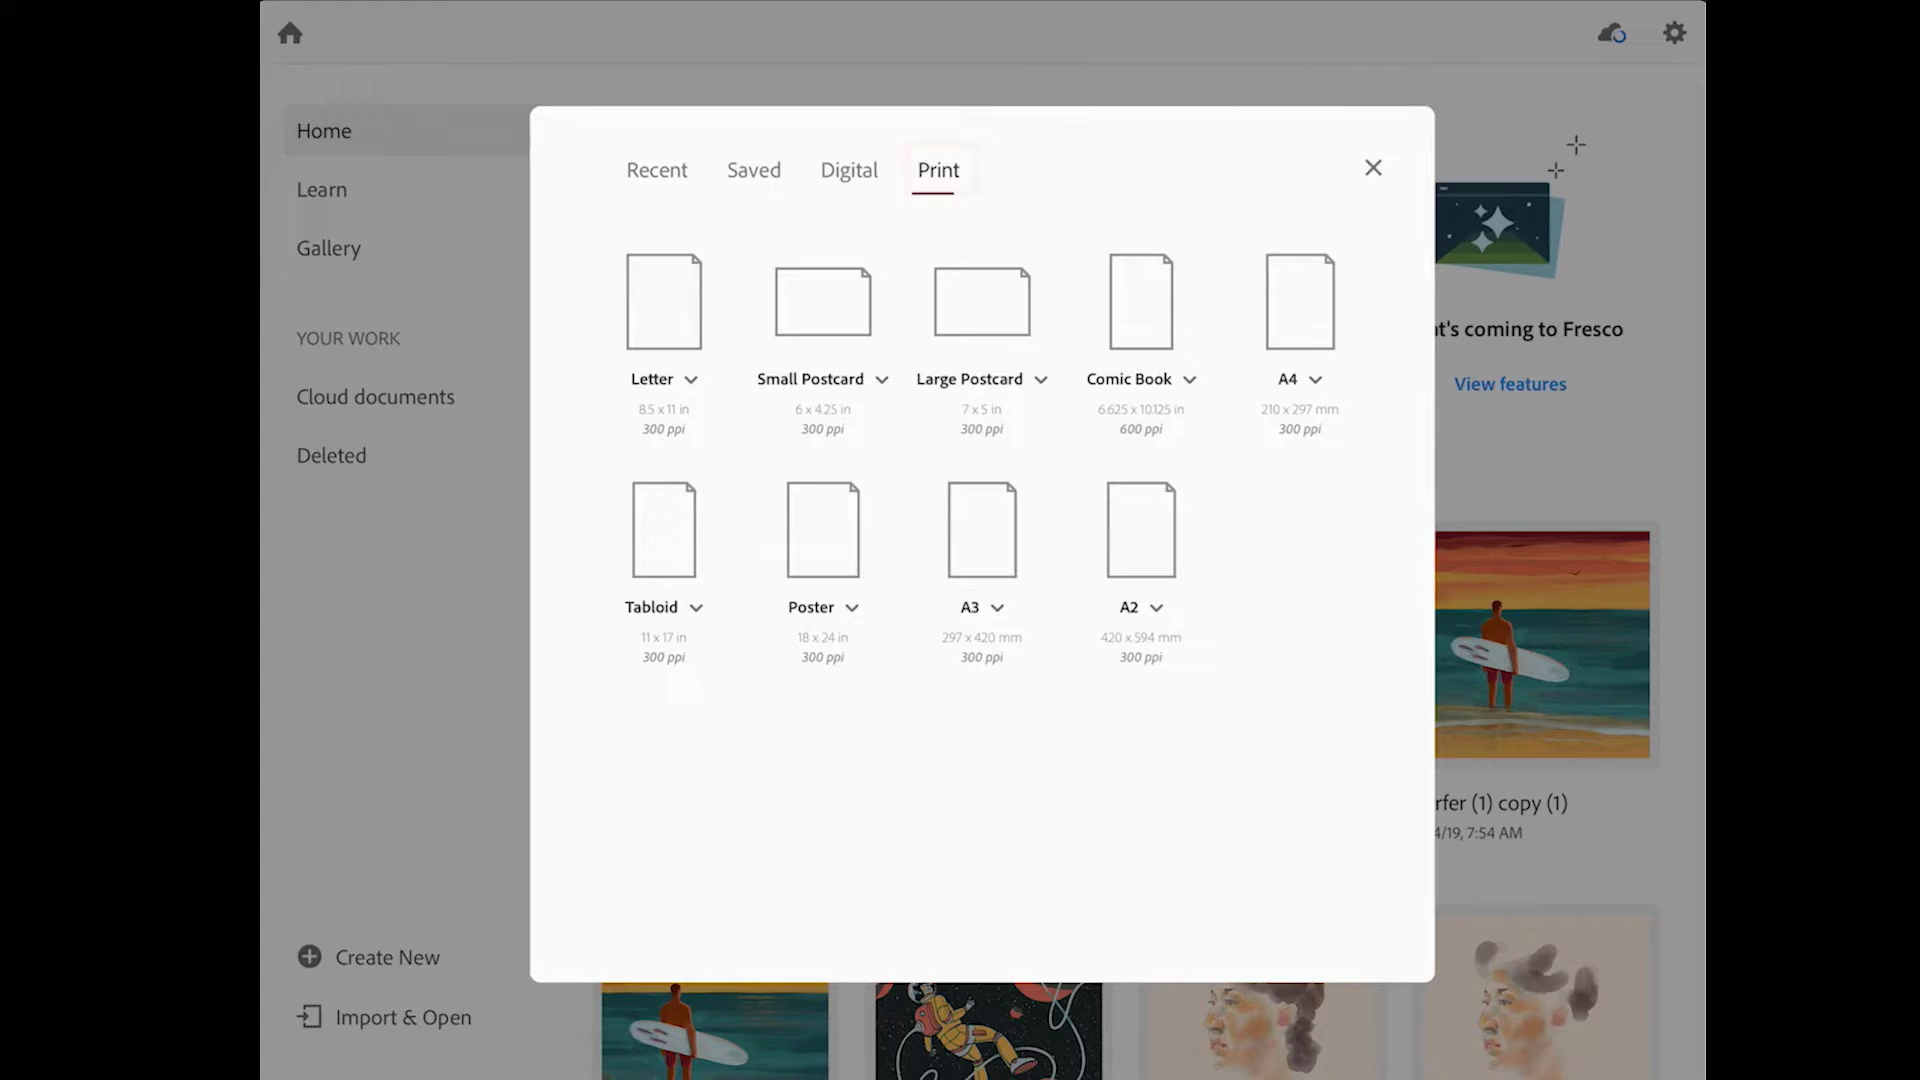 Home
Learn
Gallery
YOUR WORK
Cloud documents
Deleted
Create New
Import & Open
Recent Saved Digital Print
Letter
8.5 x 11 in
300 ppi
Small Postcard
6 x 4.25 in
300 ppi
Large Postcard
7 x 5 in
300 ppi
Comic Book
6.625 x 10.125 in
600 ppi
A4
210 x 297 mm
300 ppi
Tabloid
11 x 17 in
300 ppi
Poster
18 x 24 in
300 ppi
A3
297 x 420 mm
300 ppi
A2
420 x 594 mm
300 ppi
coming to Fresco
View features
(1) copy (1)
4/19, 7:54 AM